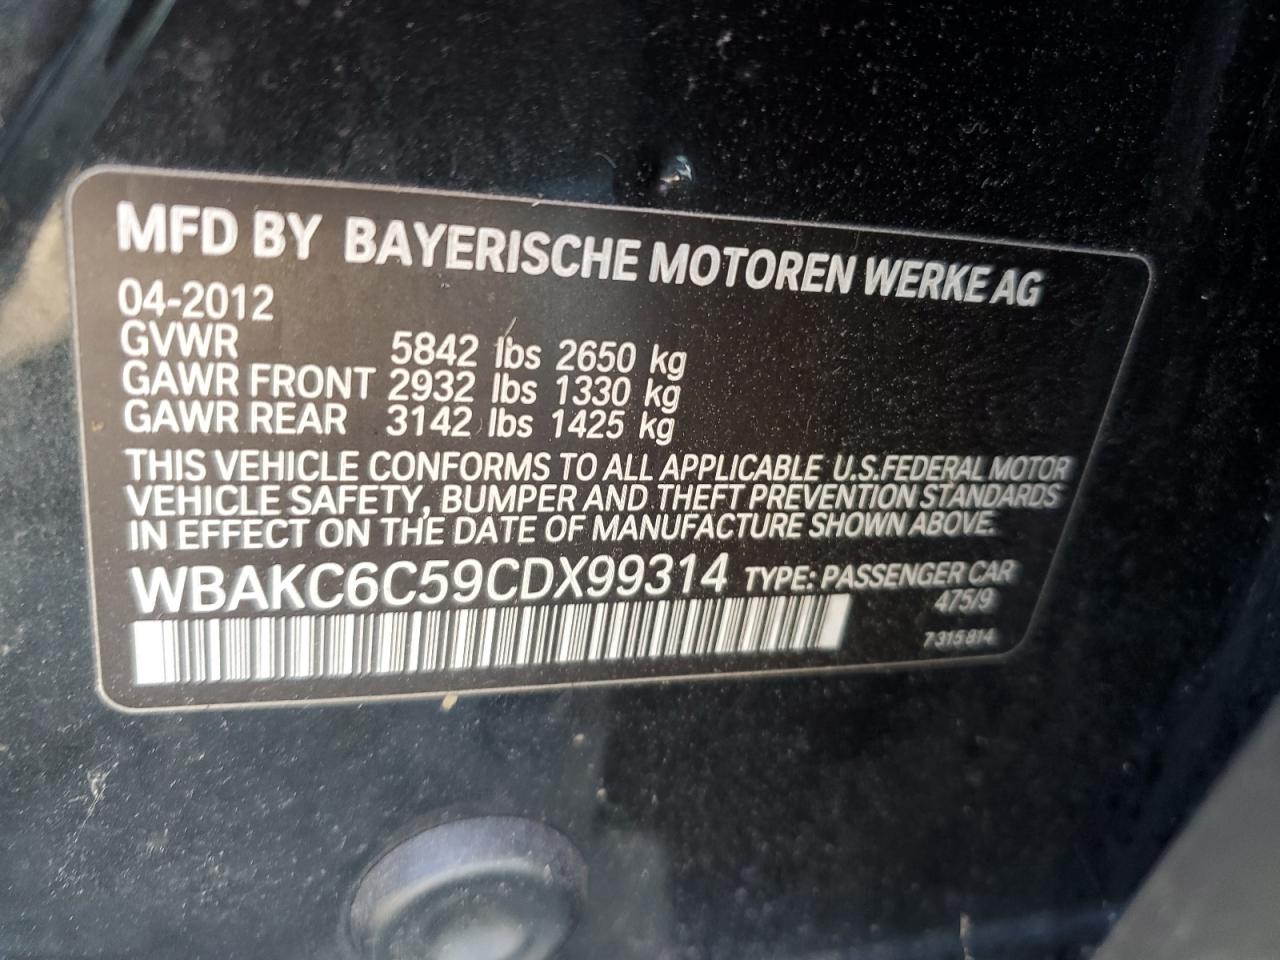 MFD BY BAYERISCHE MOTOREN WERKE AG
04-2012
GVWR 5842 lbs 2650 kg
GAWR FRONT 2932 lbs 1330 kg
GAWR REAR 3142 lbs 1425 kg
THIS VEHICLE CONFORMS TO ALL APPLICABLE U.S.FEDERAL MOTOR
VEHICLE SAFETY, BUMPER AND THEFT PREVENTION STANDARDS
IN EFFECT ON THE DATE OF MANUFACTURE SHOWN ABOVE.
WBAKC6C59CDX99314 TYPE: PASSENGER CAR
475/9
7 315 814